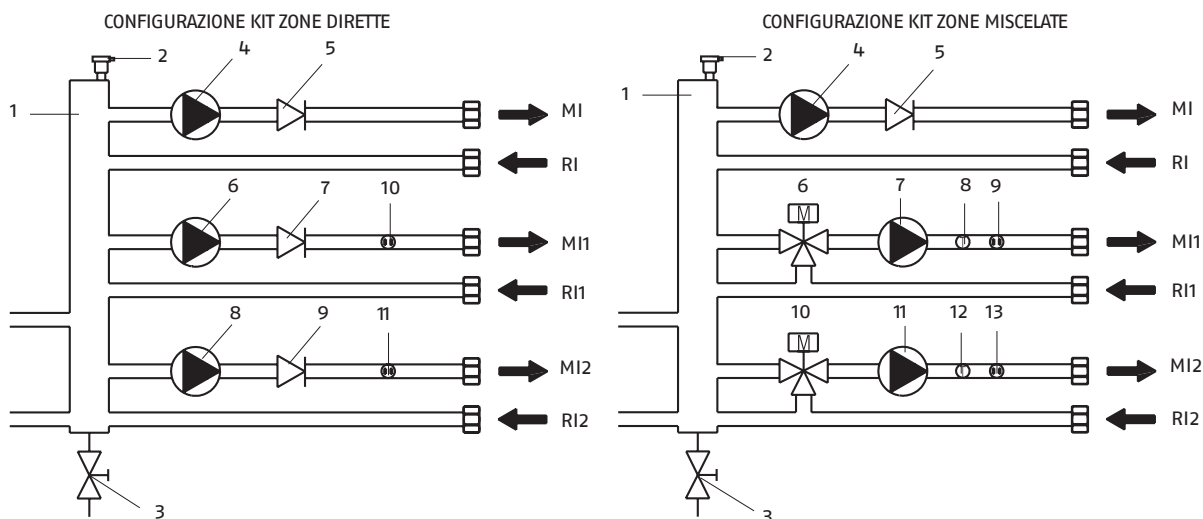 CONFIGURAZIONE KIT ZONE DIRETTE
2
4
5
1
MI
RI
6
7
10
MI1
RI1
8
9
11
MI2
RI2
3
CONFIGURAZIONE KIT ZONE MISCELATE
2
4
5
1
MI
RI
6
7
8
9
M
MI1
RI1
10
11
12
13
M
MI2
RI2
3